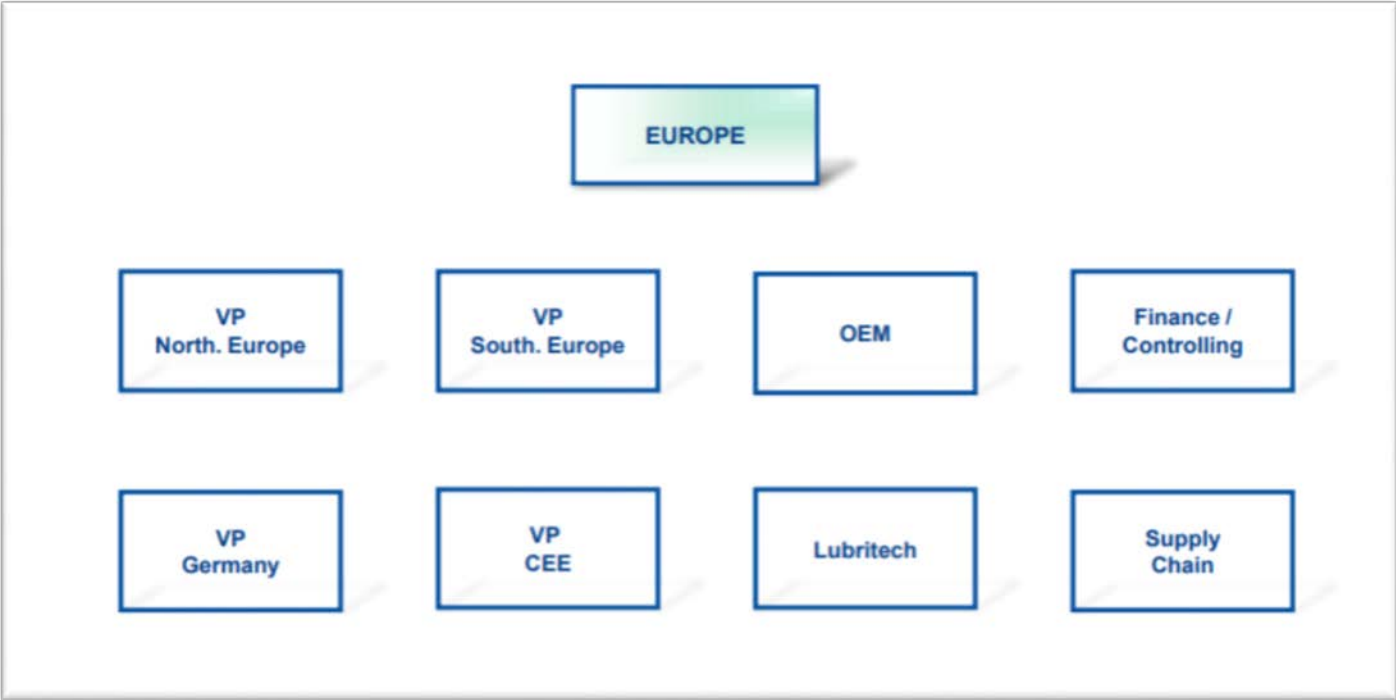 EUROPE
VP
North. Europe
VP
South. Europe
OEM
Finance /
Controlling
VP
Germany
VP
CEE
Lubritech
Supply
Chain